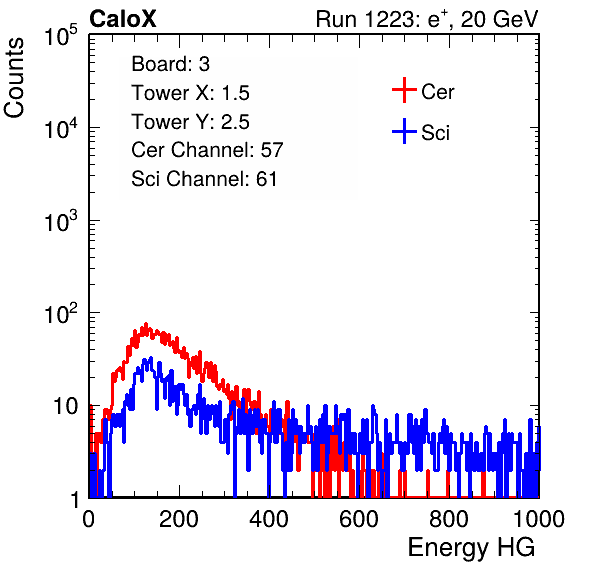 CaloX Run 1223: e⁺, 20 GeV
Counts
10⁵
10⁴
10³
10²
10
1
Board: 3
Tower X: 1.5
Tower Y: 2.5
Cer Channel: 57
Sci Channel: 61
Cer
Sci
0 200 400 600 800 1000
Energy HG